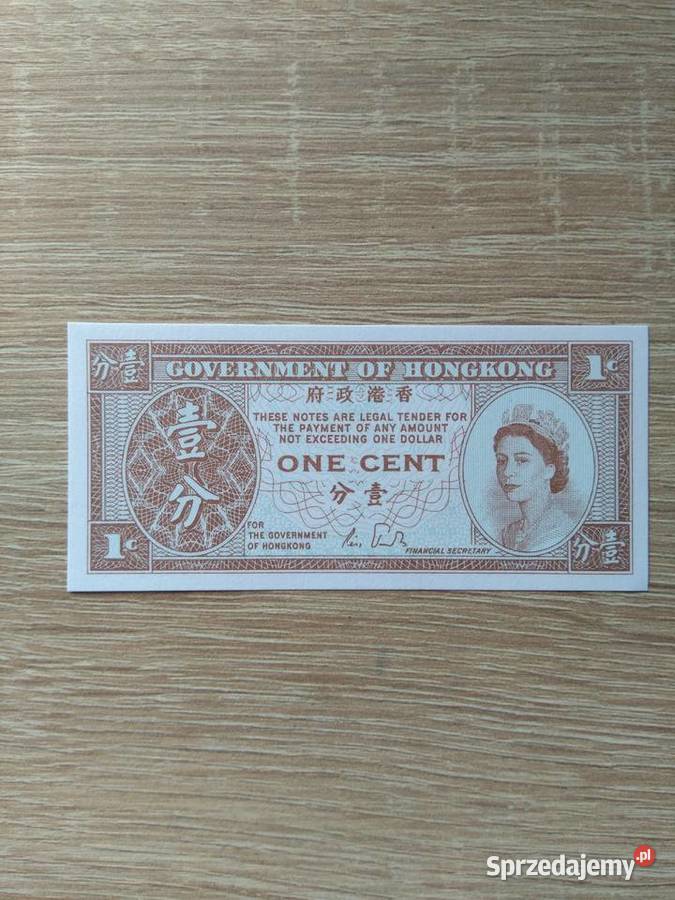 分壹
GOVERNMENT OF HONGKONG
1c
府政港香
THESE NOTES ARE LEGAL TENDER FOR
THE PAYMENT OF ANY AMOUNT
NOT EXCEEDING ONE DOLLAR
ONE CENT
分壹
壹
分
FOR
THE GOVERNMENT
OF HONGKONG
FINANCIAL SECRETARY
1c
分壹
Sprzedajemy.pl